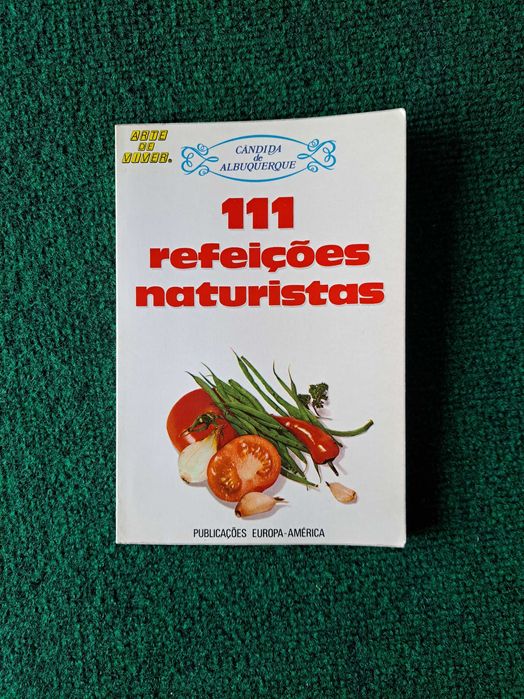 ARTE
DE
VIVER
CÂNDIDA
de
ALBUQUERQUE
111
refeições
naturistas
PUBLICAÇÕES EUROPA-AMÉRICA